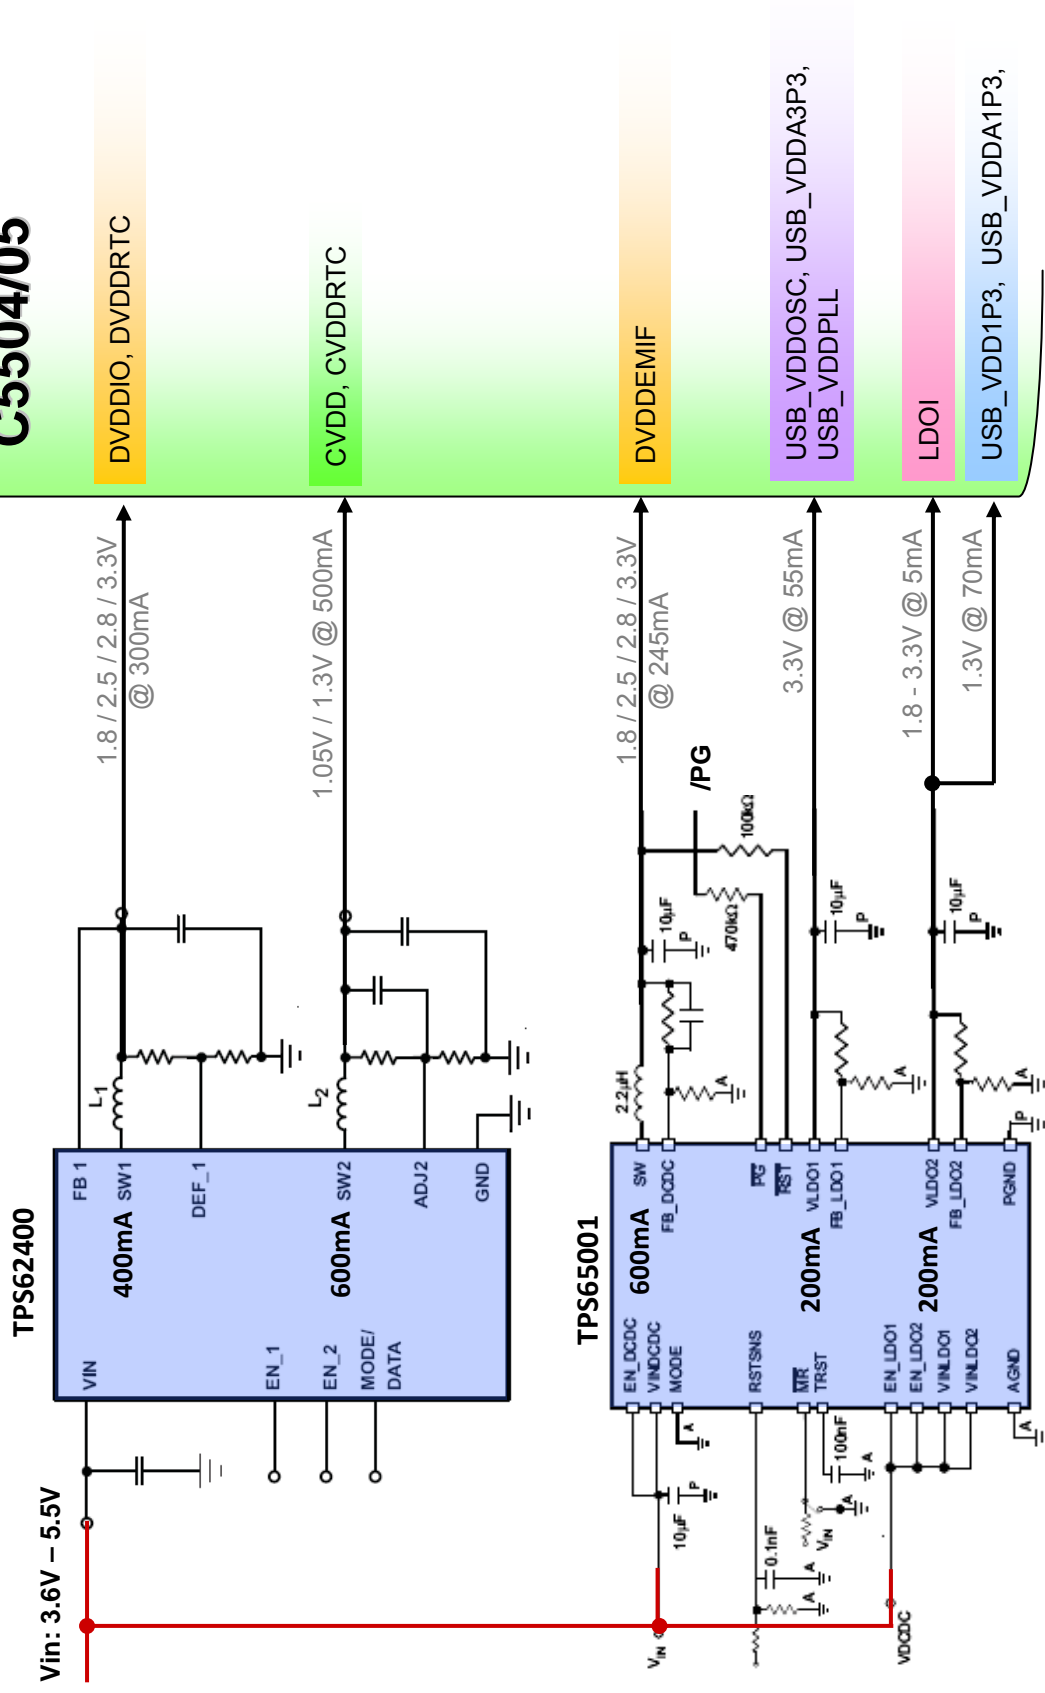 C5504/05
Vin: 3.6V – 5.5V
TPS62400
VIN
EN_1
EN_2
MODE/
DATA
FB 1
SW1
400mA
DEF_1
SW2
600mA
ADJ2
GND
L1
L2
1.8 / 2.5 / 2.8 / 3.3V
@ 300mA
DVDDIO, DVDDRTC
1.05V / 1.3V @ 500mA
CVDD, CVDDRTC
TPS65001
EN_DCDC
VINDCDC
MODE
RSTSNS
MR
TRST
EN_LDO1
EN_LDO2
VINLDO1
VINLDO2
AGND
SW
600mA
FB_DCDC
PG
RST
VLDO1
200mA
FB_LDO1
VLDO2
200mA
FB_LDO2
PGND
VIN
10µF
P
A
0.1nF
A
A
VIN
A
100nF
A
VDCDC
A
2.2µH
A
10µF
P
470kΩ
100kΩ
/PG
A
10µF
P
A
10µF
P
P
1.8 / 2.5 / 2.8 / 3.3V
@ 245mA
DVDDEMIF
3.3V @ 55mA
USB_VDDOSC, USB_VDDA3P3,
USB_VDDPLL
1.8 - 3.3V @ 5mA
LDOI
1.3V @ 70mA
USB_VDD1P3, USB_VDDA1P3,